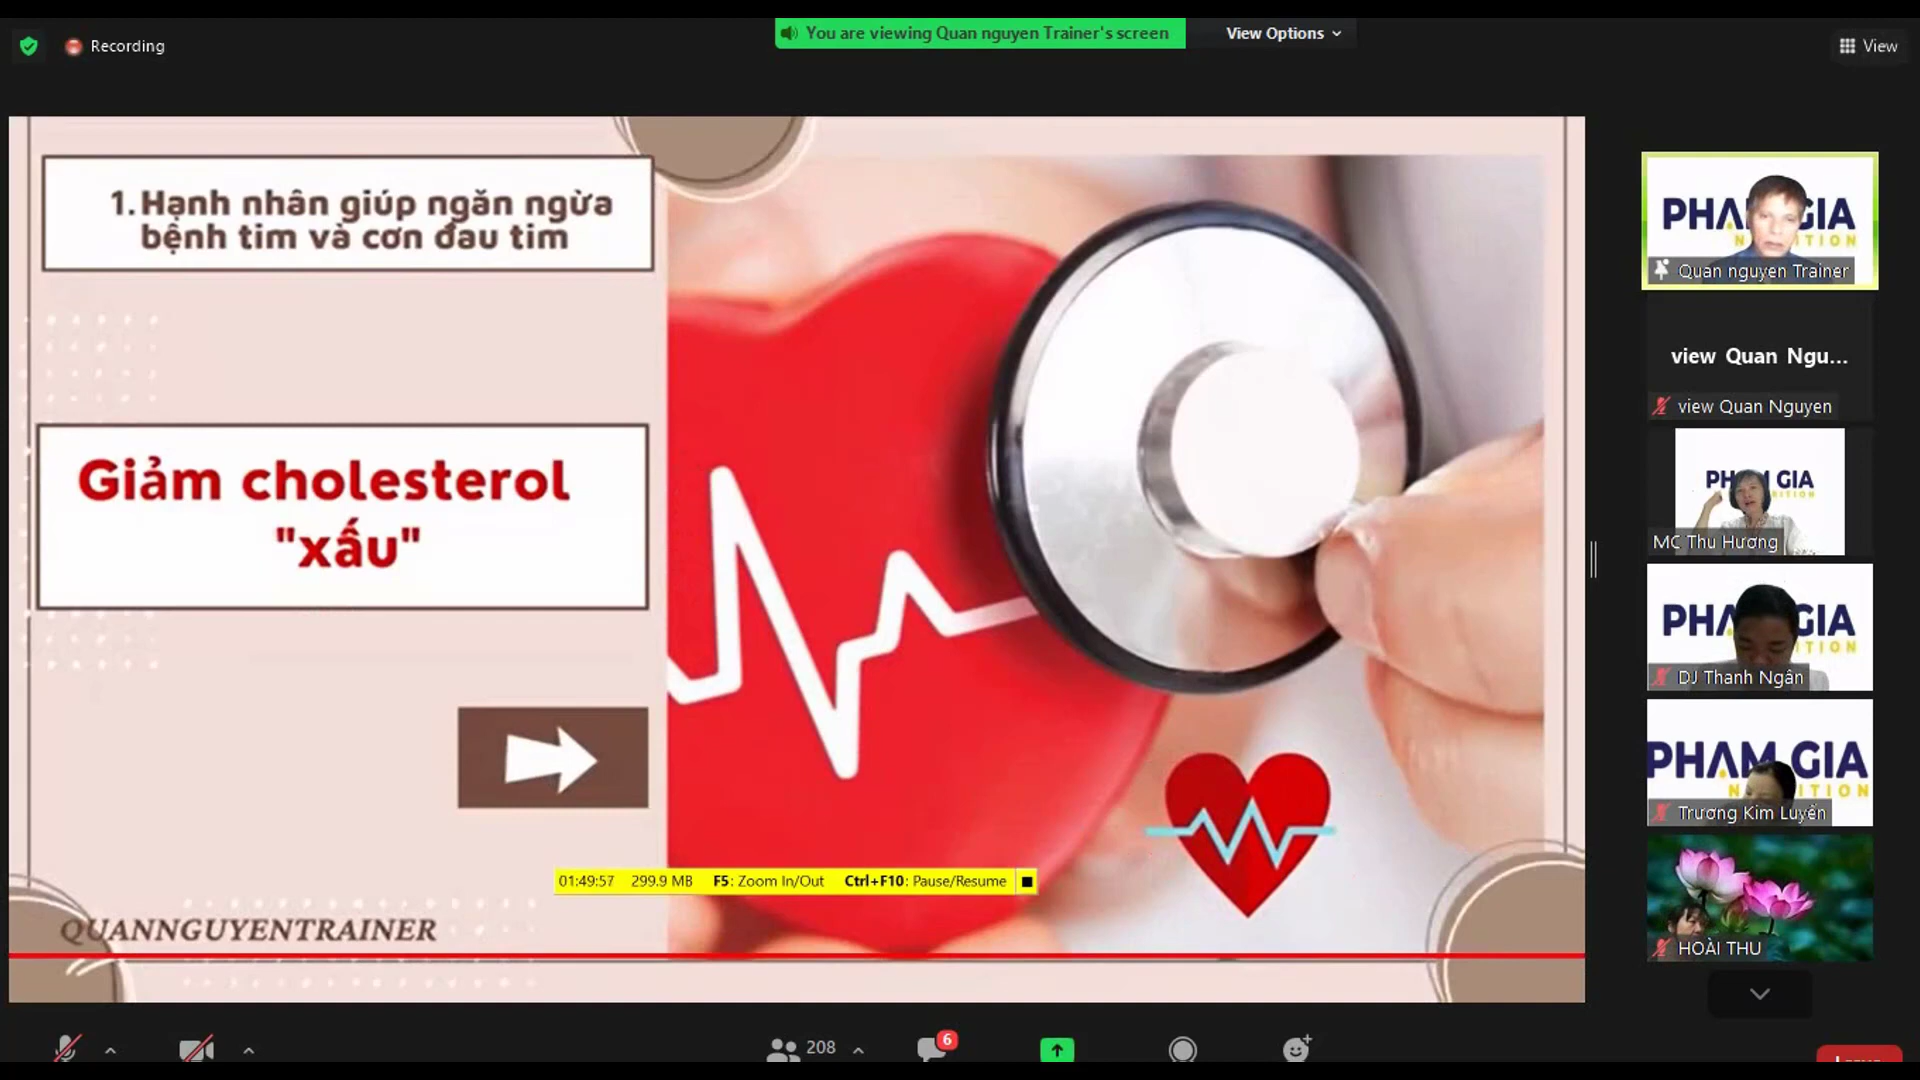 You are viewing Quan nguyen Trainer's screen
View Options
Recording
View
1. Hạnh nhân giúp ngăn ngừa
bệnh tim và cơn đau tim
Giảm cholesterol
"xấu"
01:49:57 299.9 MB F5: Zoom In/Out Ctrl+F10: Pause/Resume
QUANNGUYENTRAINER
Quan nguyen Trainer
view Quan Ngu...
view Quan Nguyen
PHAM GIA
MC Thu Hương
DJ Thanh Ngân
PHAM GIA
Trương Kim Luyến
HOÀI THU
208
6